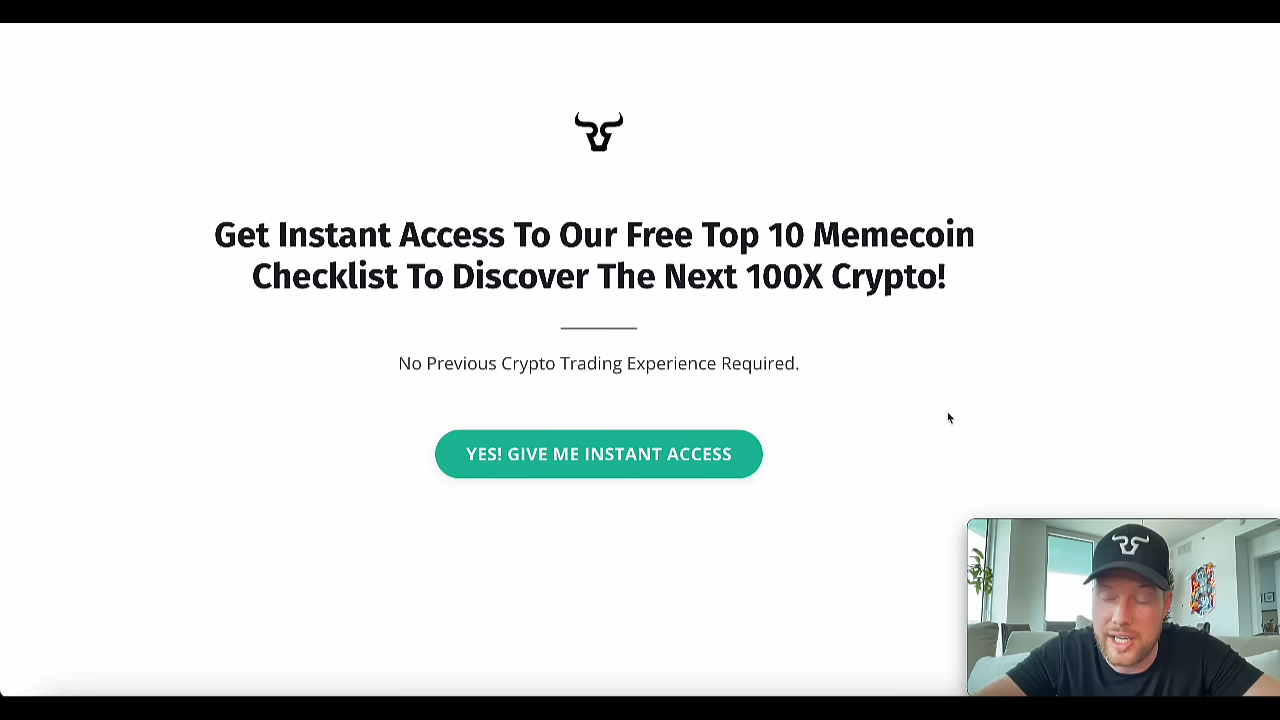 Get Instant Access To Our Free Top 10 Memecoin
Checklist To Discover The Next 100X Crypto!
No Previous Crypto Trading Experience Required.
YES! GIVE ME INSTANT ACCESS